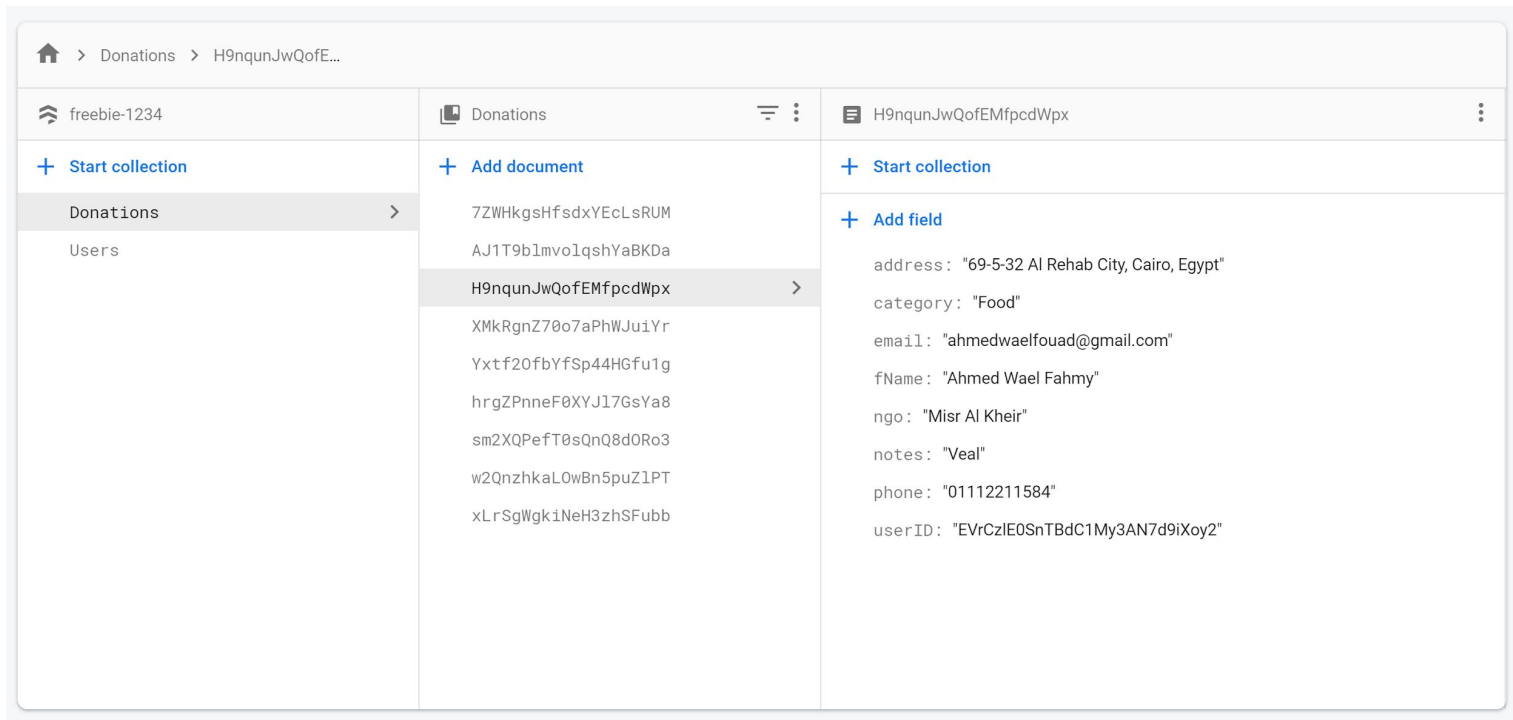 Donations > H9nqunJwQofE...
freebie-1234
Start collection
Donations
Users
Donations
Add document
7ZWHkgsHfsdxYEcLsRUM
AJ1T9blmvolqshYaBKDa
H9nqunJwQofEMfpcdWpx
XMkRgnZ70o7aPhWJuiYr
Yxtf2OfbYfSp44HGfu1g
hrgZPnneF0XYJl7GsYa8
sm2XQPefT0sQnQ8dORo3
w2QnzhkaLOwBn5puZlPT
xLrSgWgkiNeH3zhSFubb
H9nqunJwQofEMfpcdWpx
Start collection
Add field
address: "69-5-32 Al Rehab City, Cairo, Egypt"
category: "Food"
email: "ahmedwaelfouad@gmail.com"
fName: "Ahmed Wael Fahmy"
ngo: "Misr Al Kheir"
notes: "Veal"
phone: "01112211584"
userID: "EVrCzlE0SnTBdC1My3AN7d9iXoy2"